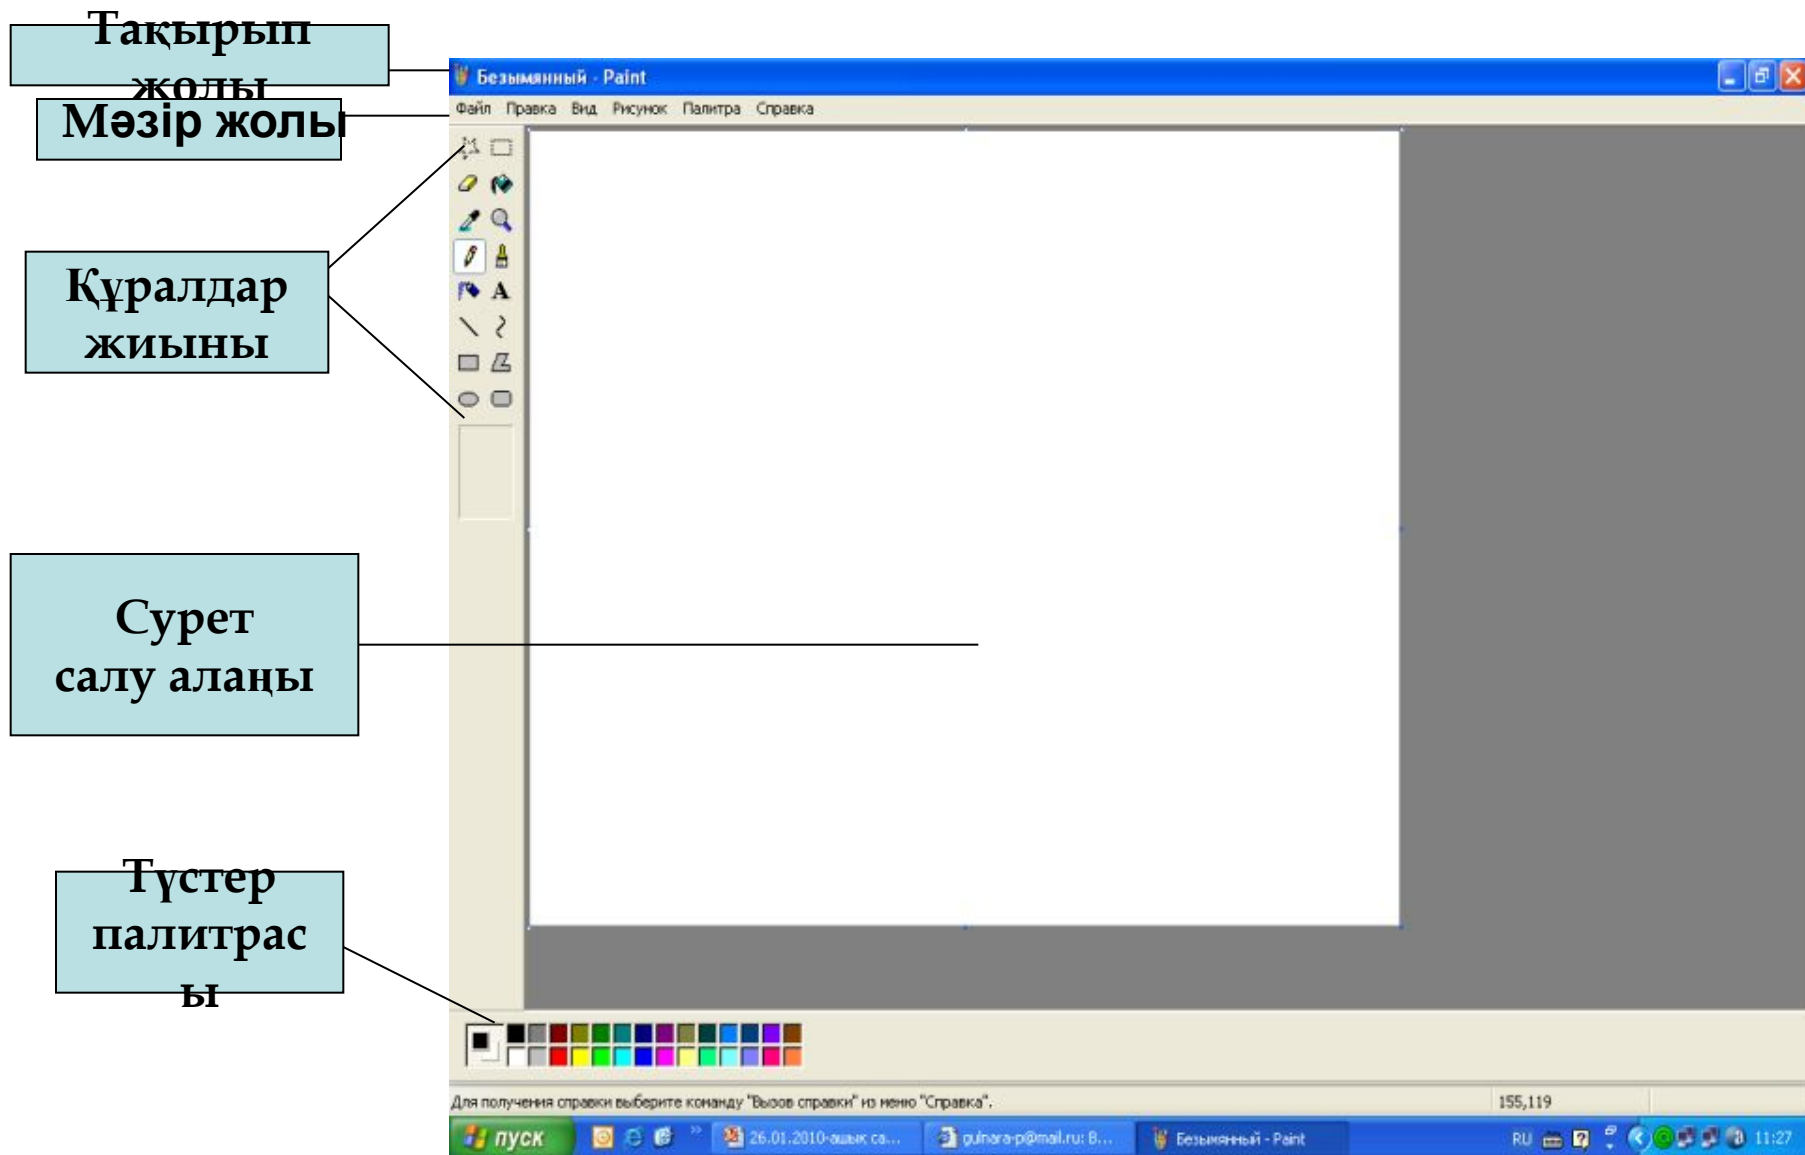 Тақырып
жолы
Мәзір жолы
Құралдар
жиыны
Сурет
салу алаңы
Түстер
палитрас
ы
Безымянный - Paint
Файл Правка Вид Рисунок Палитра Справка
A
Для получения справки выберите команду "Вызов справки" из меню "Справка".
155,119
пуск
26.01.2010-ашык са...
gulnara-p@mail.ru: В...
Безымянный - Paint
RU
11:27